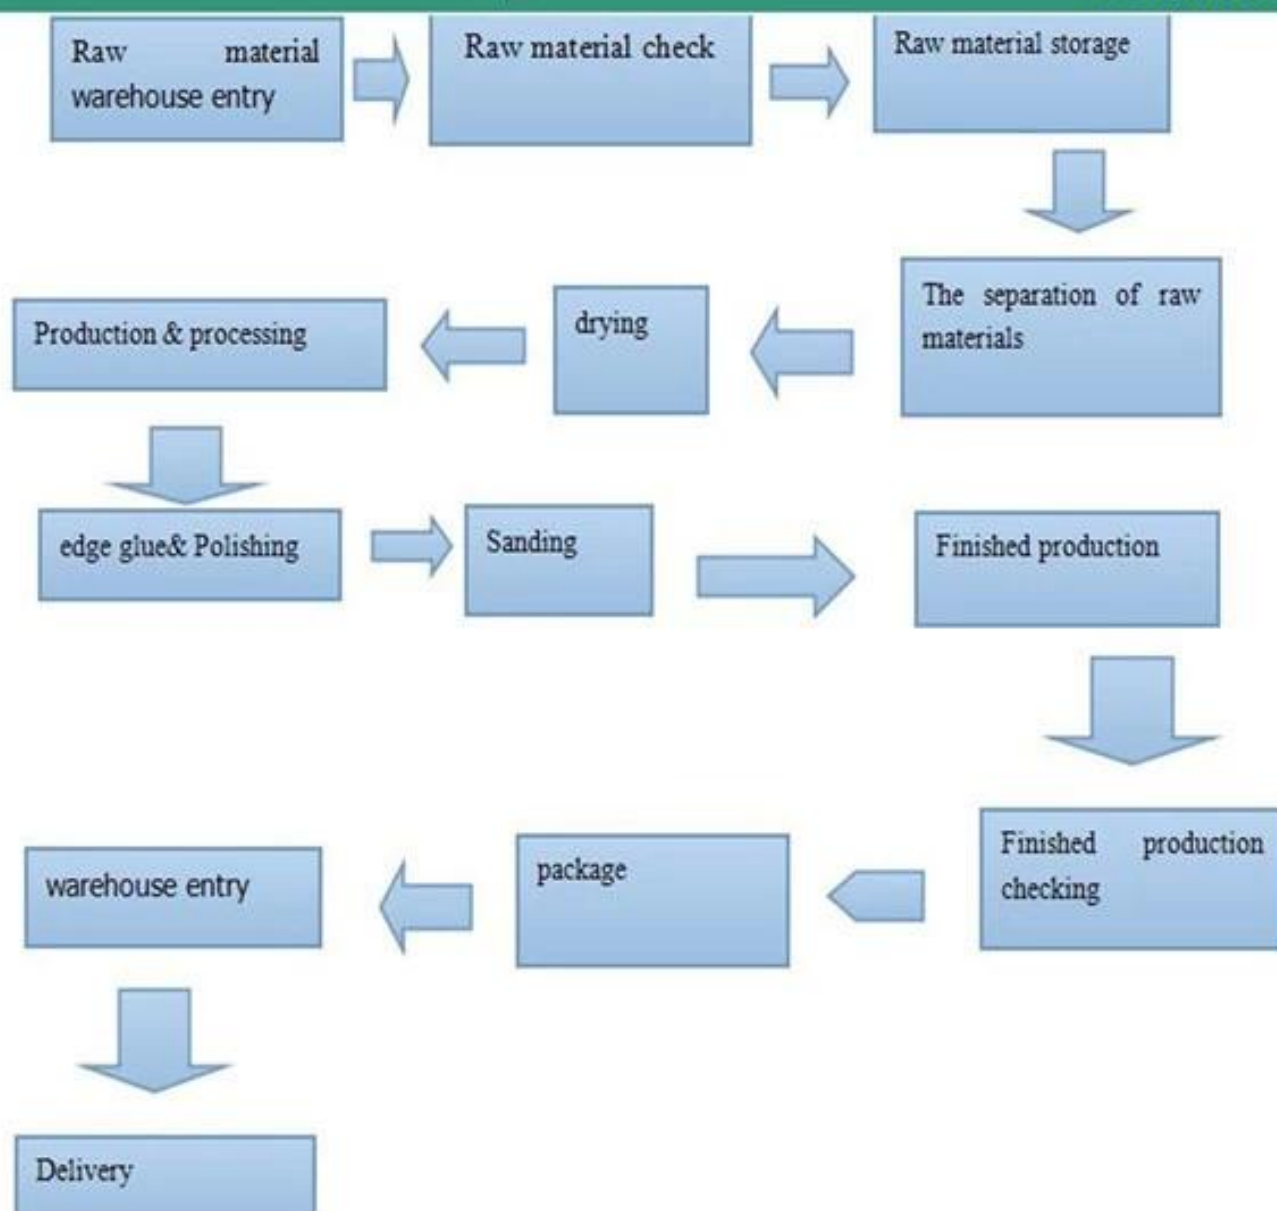 Raw material
warehouse entry
Raw material check
Raw material storage
The separation of raw
materials
drying
Production & processing
edge glue& Polishing
Sanding
Finished production
Finished production
checking
package
warehouse entry
Delivery